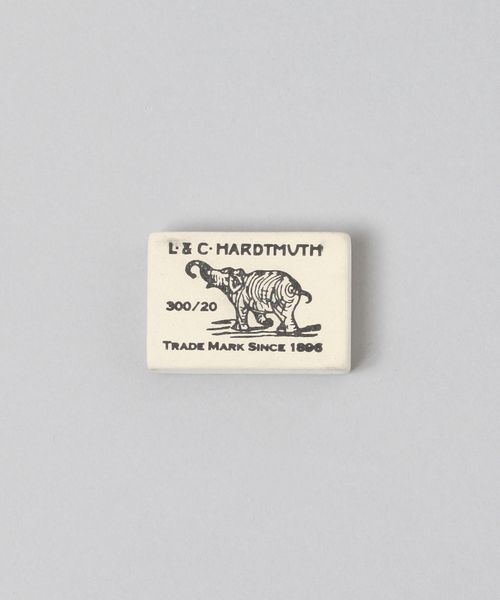 L·& C·HARDTMUTH
300/20
TRADE MARK SINCE 1896